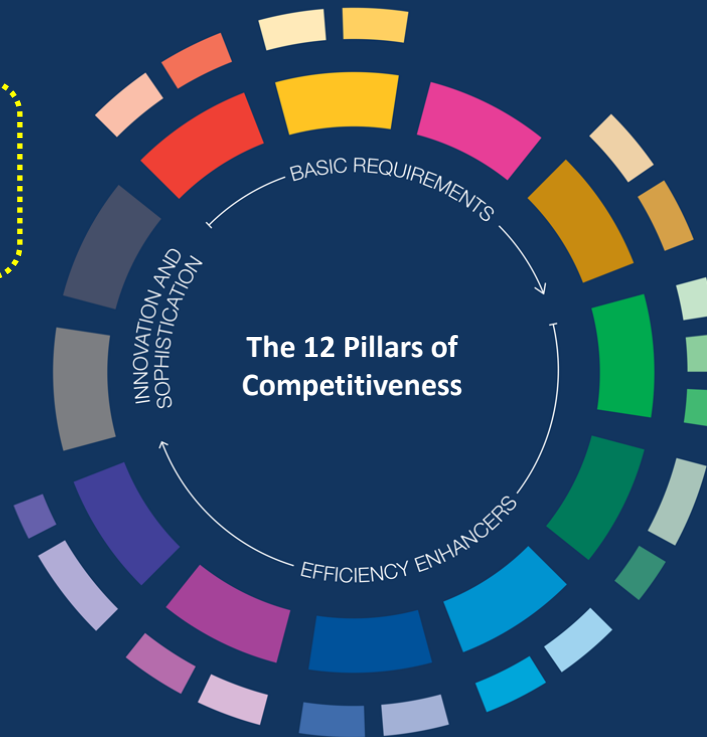 BASIC REQUIREMENTS
INNOVATION AND
SOPHISTICATION
The 12 Pillars of
Competitiveness
EFFICIENCY ENHANCERS